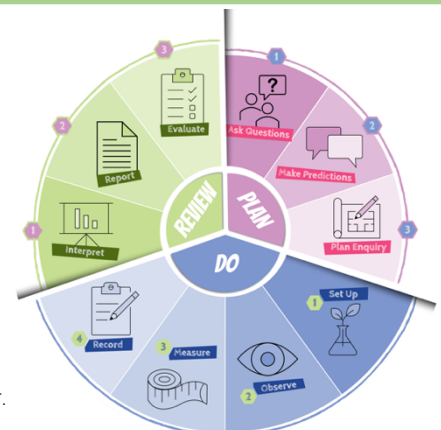 PLAN
1
Ask Questions
?
2
Make Predictions
3
Plan Enquiry
DO
1
Set Up
2
Observe
3
Measure
4
Record
REVIEW
1
Interpret
2
Report
3
Evaluate